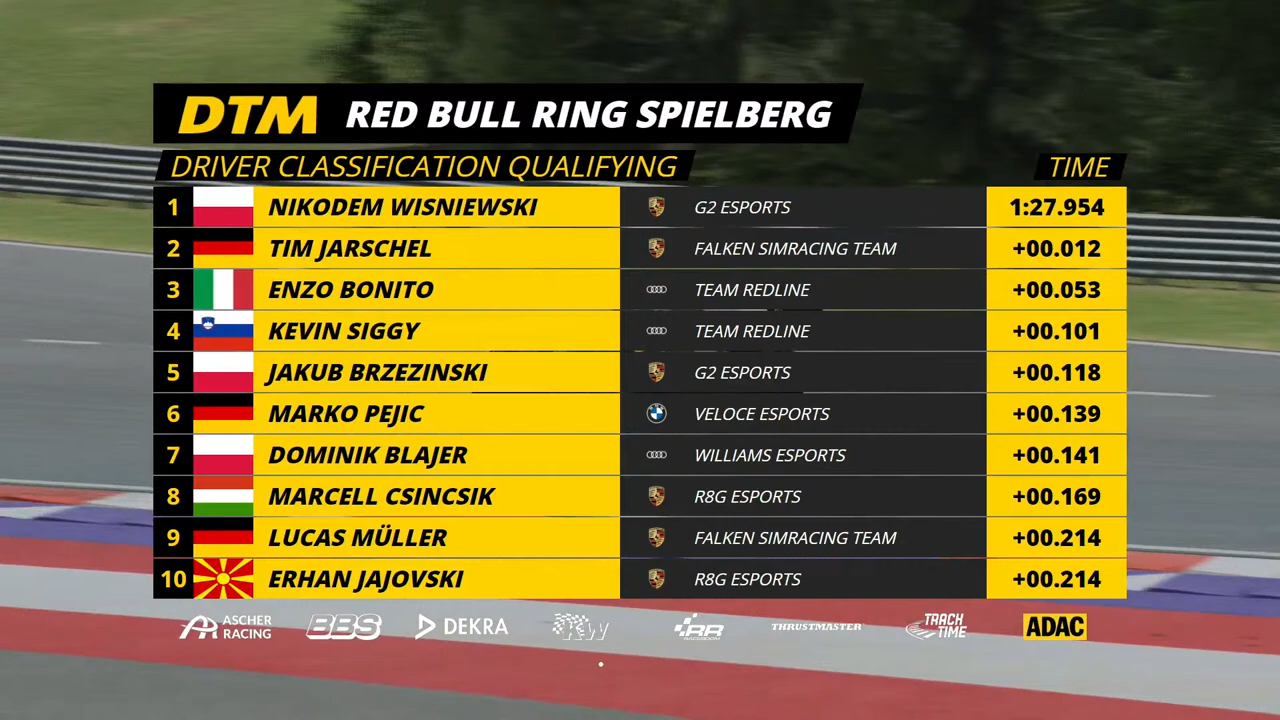 DTM RED BULL RING SPIELBERG
DRIVER CLASSIFICATION QUALIFYING TIME
1 NIKODEM WISNIEWSKI G2 ESPORTS 1:27.954
2 TIM JARSCHEL FALKEN SIMRACING TEAM +00.012
3 ENZO BONITO TEAM REDLINE +00.053
4 KEVIN SIGGY TEAM REDLINE +00.101
5 JAKUB BRZEZINSKI G2 ESPORTS +00.118
6 MARKO PEJIC VELOCE ESPORTS +00.139
7 DOMINIK BLAJER WILLIAMS ESPORTS +00.141
8 MARCELL CSINCSIK R8G ESPORTS +00.169
9 LUCAS MÜLLER FALKEN SIMRACING TEAM +00.214
10 ERHAN JAJOVSKI R8G ESPORTS +00.214
ASCHER RACING BBS DEKRA KW RR THRUSTMASTER TRACK TIME ADAC